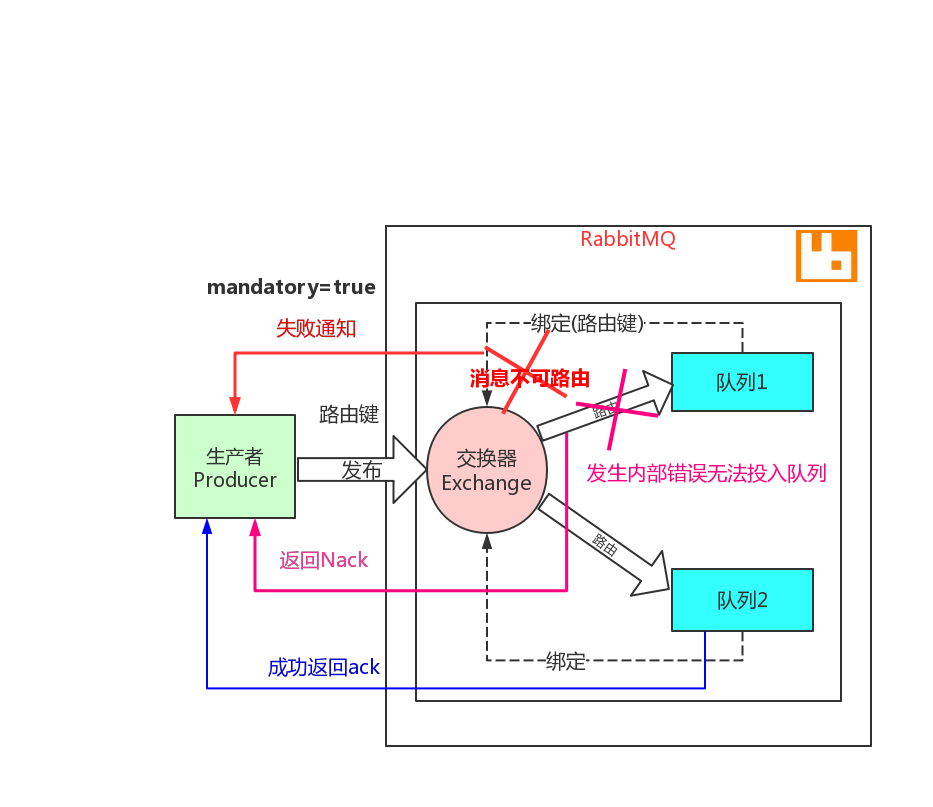 RabbitMQ
mandatory=true
失败通知
绑定(路由键)
消息不可路由
队列1
路由键
路由
生产者
Producer
发布
交换器
Exchange
发生内部错误无法投入队列
路由
返回Nack
队列2
绑定
成功返回ack